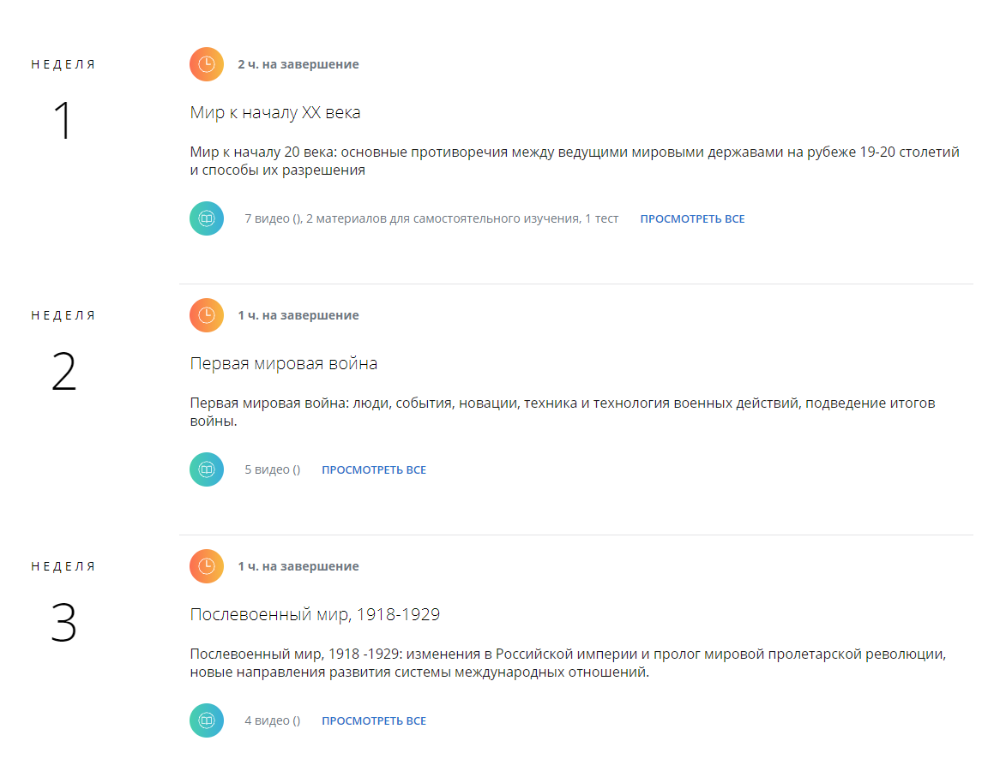 НЕДЕЛЯ
1
2 ч. на завершение
Мир к началу XX века
Мир к началу 20 века: основные противоречия между ведущими мировыми державами на рубеже 19-20 столетий
и способы их разрешения
7 видео (), 2 материалов для самостоятельного изучения, 1 тест ПРОСМОТРЕТЬ ВСЕ
НЕДЕЛЯ
2
1 ч. на завершение
Первая мировая война
Первая мировая война: люди, события, новации, техника и технология военных действий, подведение итогов
войны.
5 видео () ПРОСМОТРЕТЬ ВСЕ
НЕДЕЛЯ
3
1 ч. на завершение
Послевоенный мир, 1918-1929
Послевоенный мир, 1918 -1929: изменения в Российской империи и пролог мировой пролетарской революции,
новые направления развития системы международных отношений.
4 видео () ПРОСМОТРЕТЬ ВСЕ